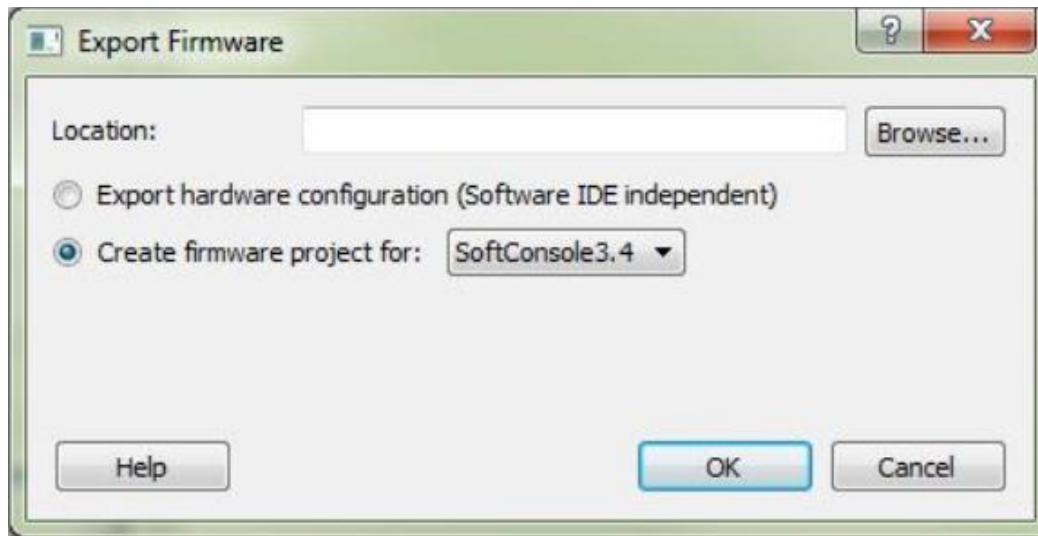 Export Firmware
Location:
Browse...
Export hardware configuration (Software IDE independent)
Create firmware project for: SoftConsole3.4
Help OK Cancel